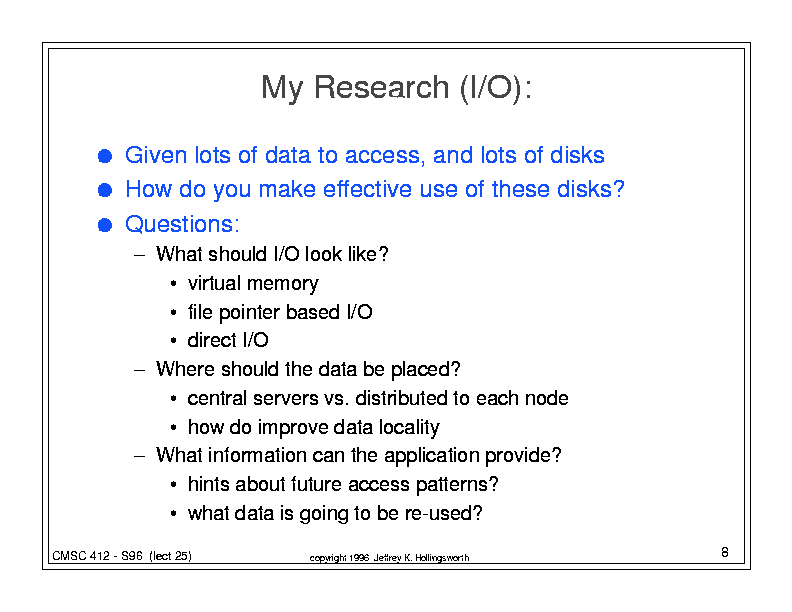 My Research (I/O):
● Given lots of data to access, and lots of disks
● How do you make effective use of these disks?
● Questions:
– What should I/O look like?
• virtual memory
• file pointer based I/O
• direct I/O
– Where should the data be placed?
• central servers vs. distributed to each node
• how do improve data locality
– What information can the application provide?
• hints about future access patterns?
• what data is going to be re-used?
CMSC 412 - S96 (lect 25)
copyright 1996 Jeffrey K. Hollingsworth
8